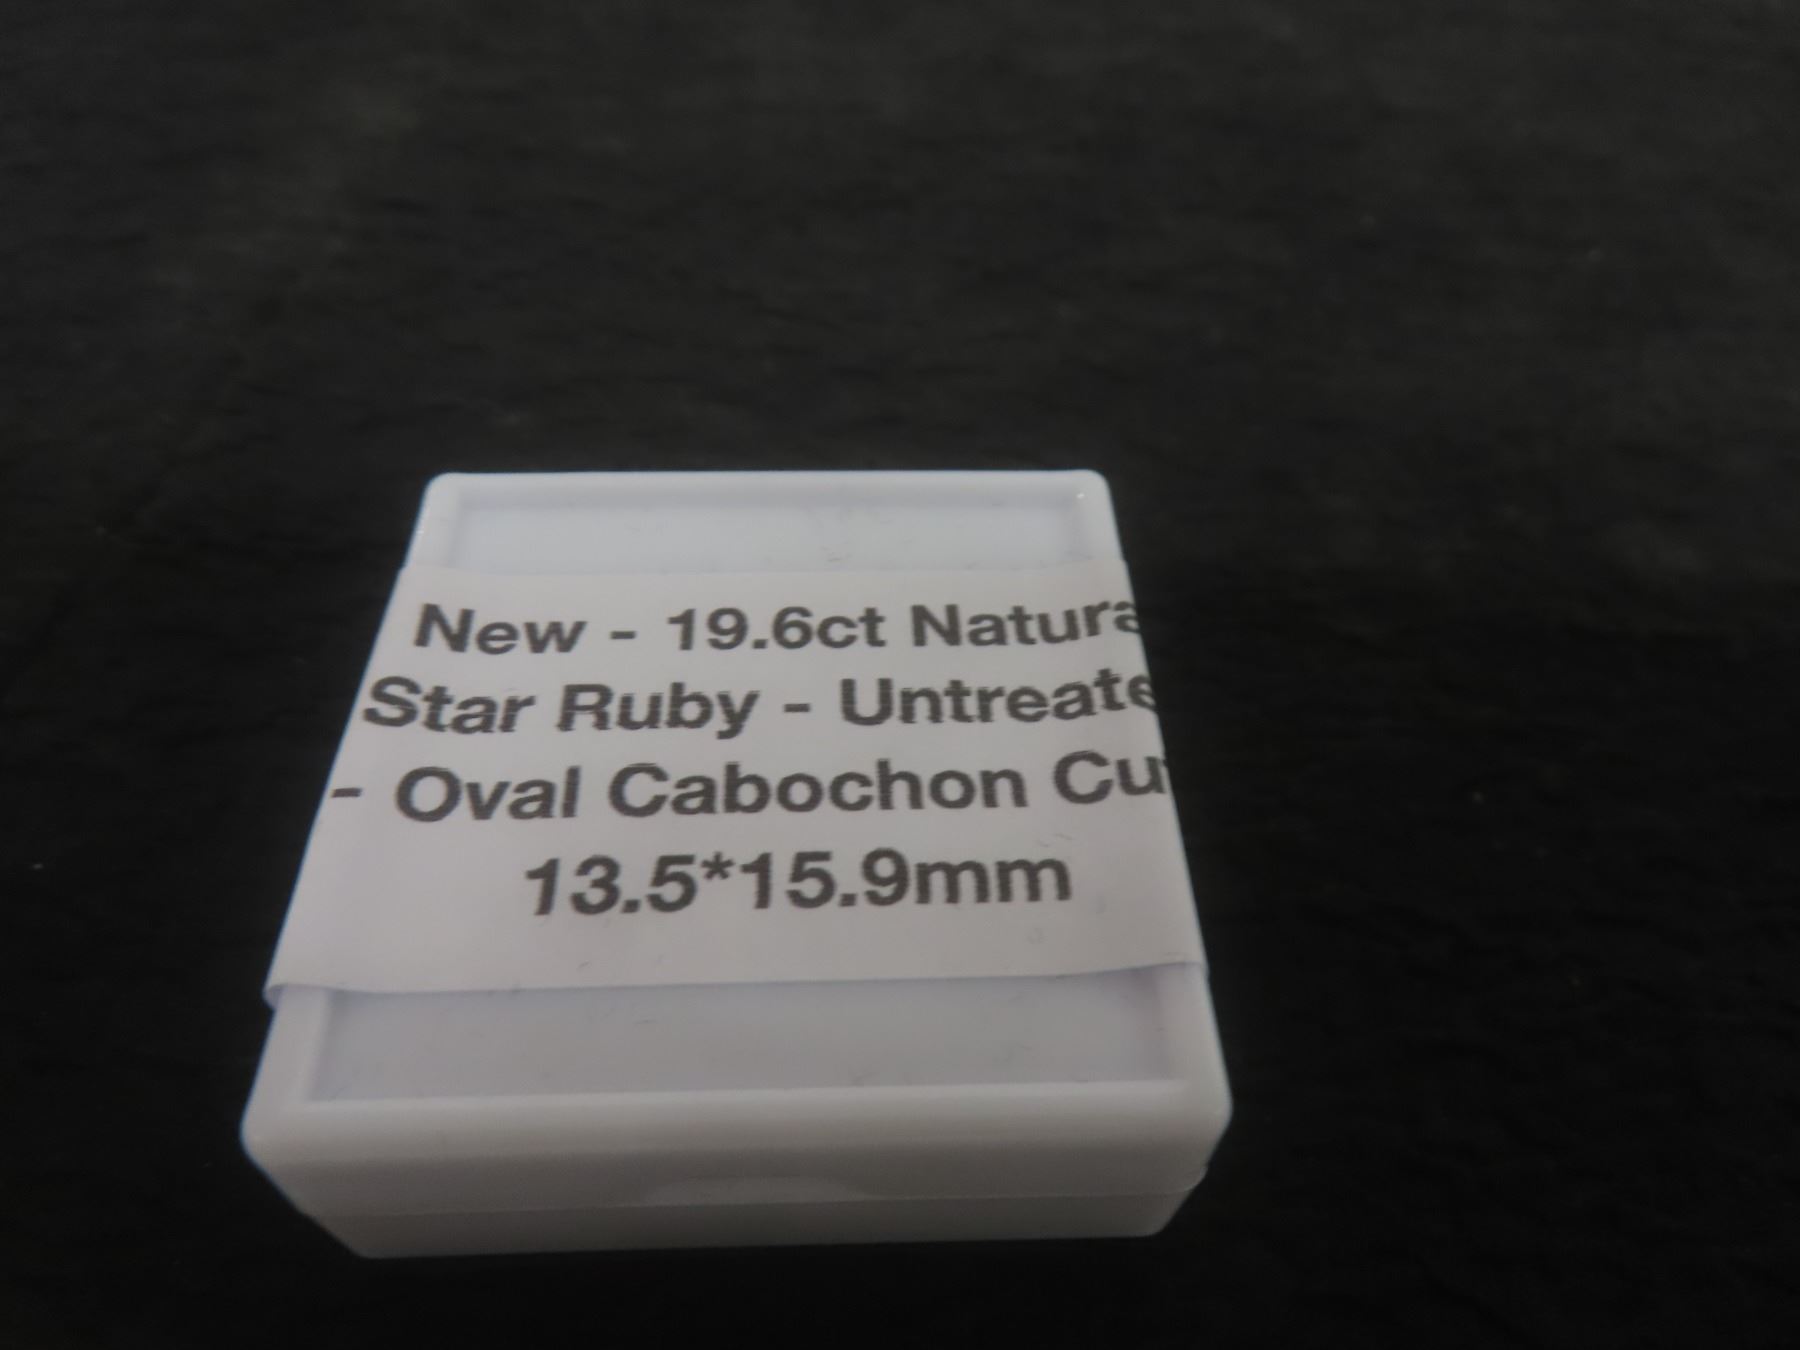 New - 19.6ct Natura
Star Ruby - Untreate
- Oval Cabochon Cu
13.5*15.9mm